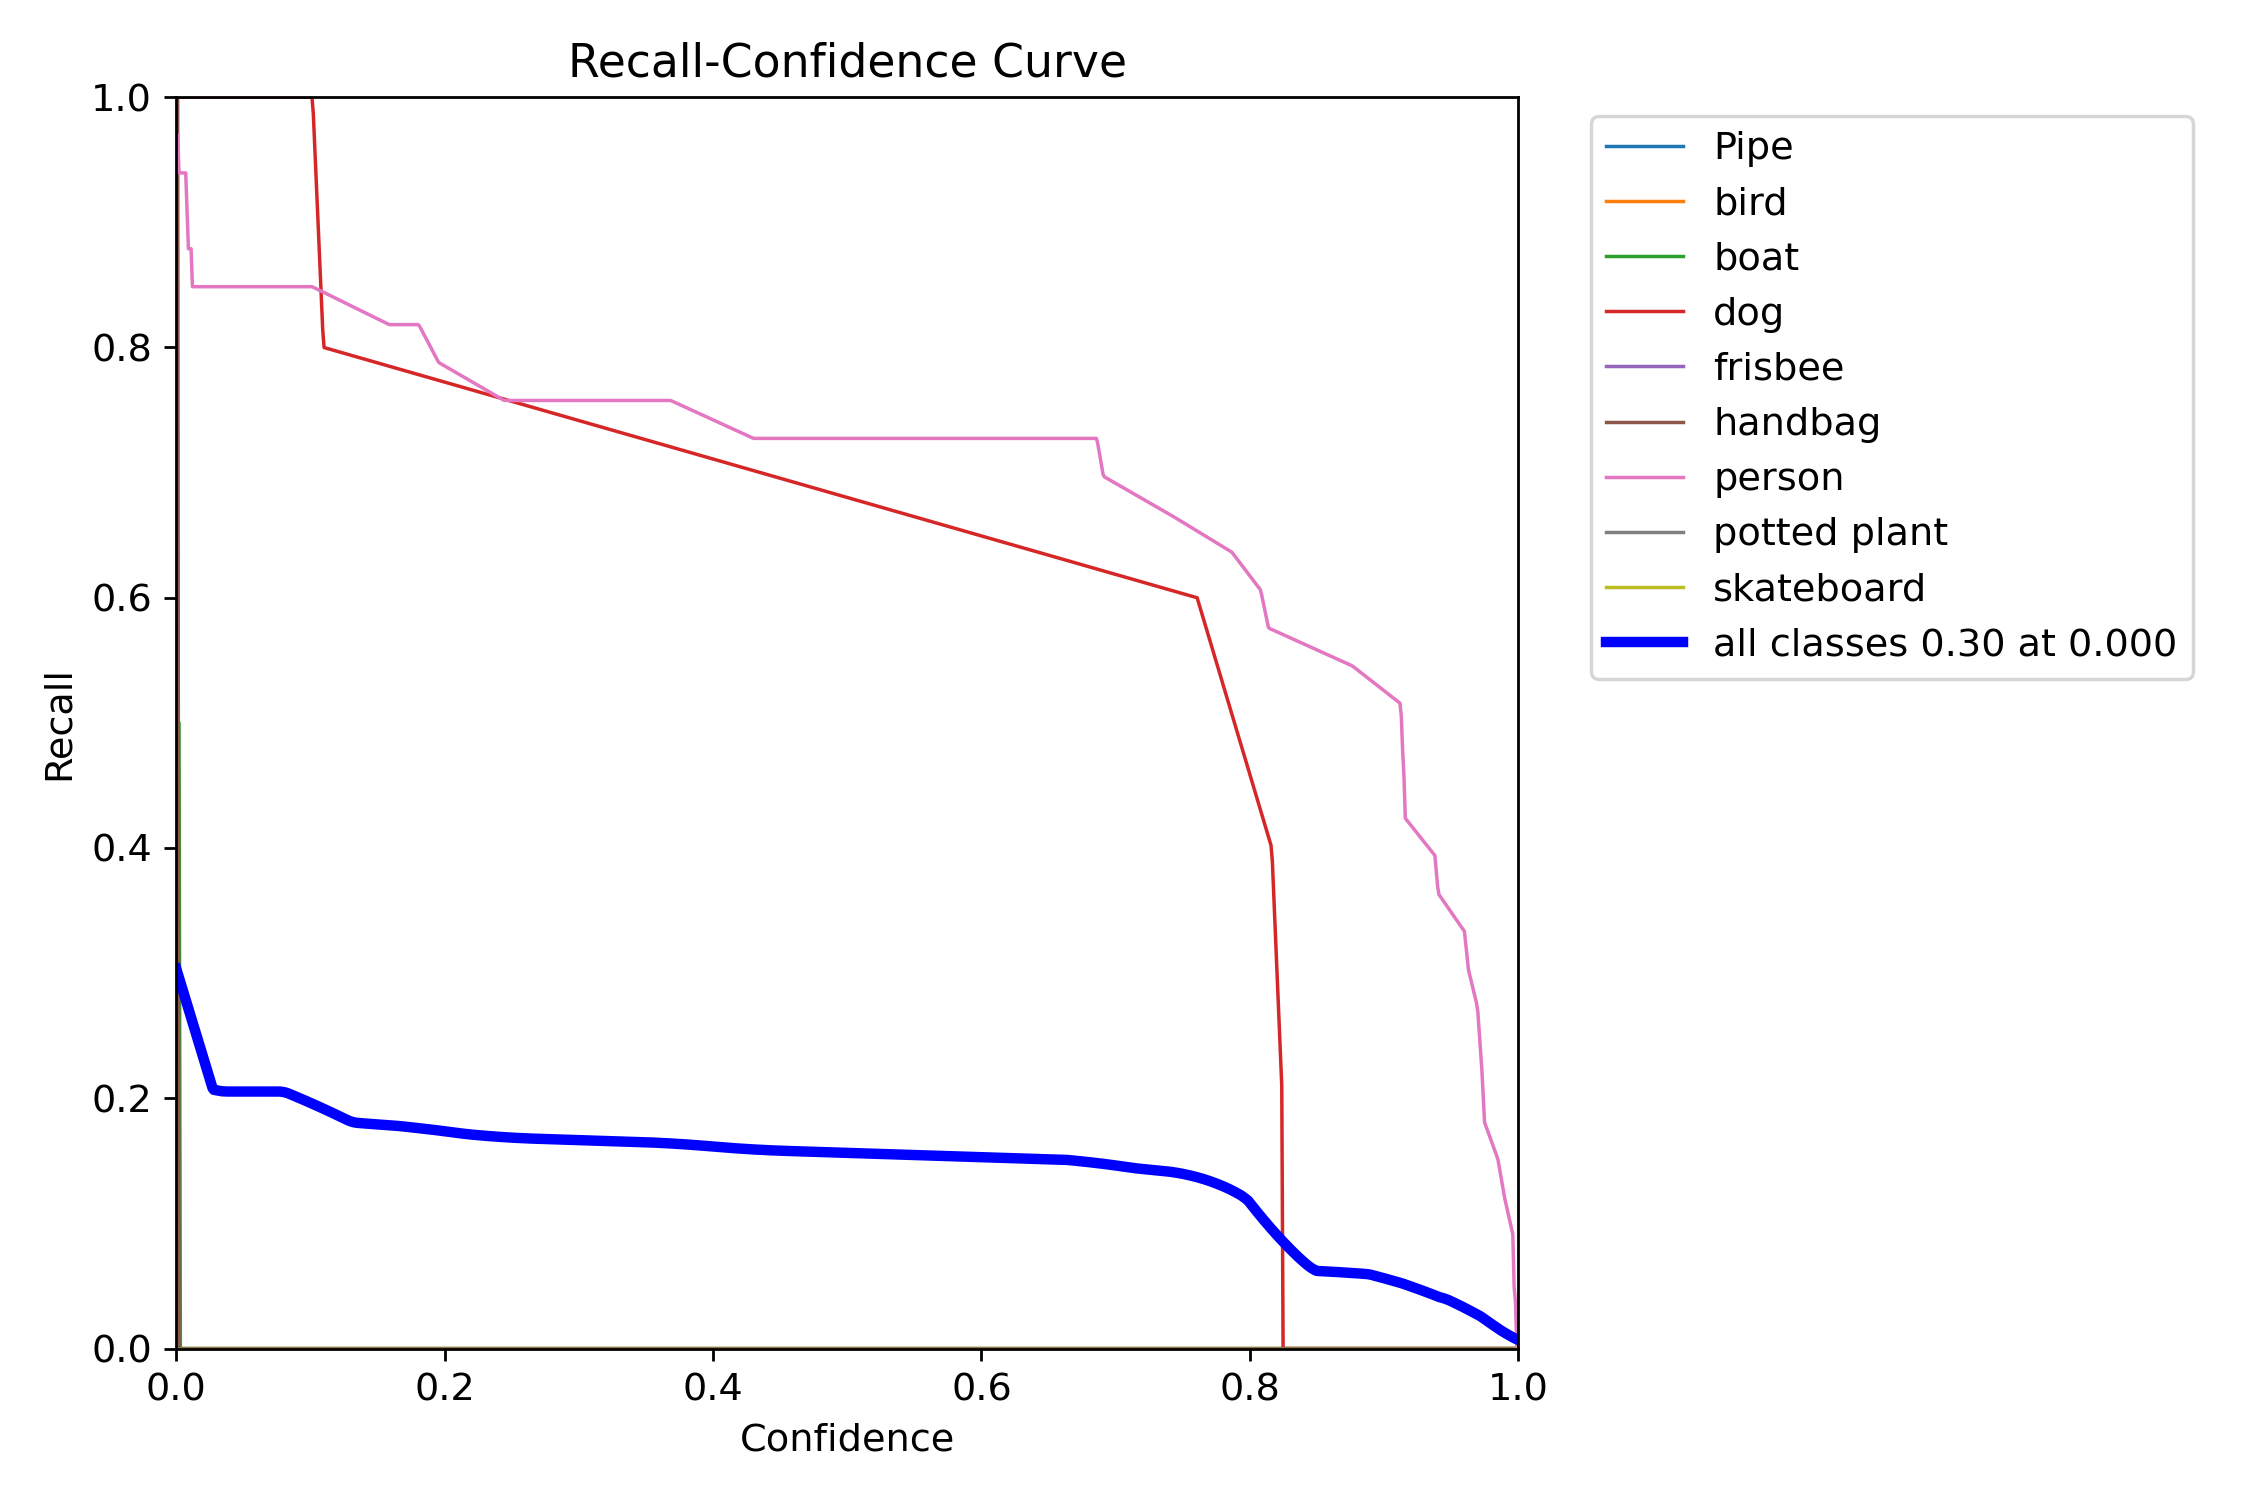 Recall-Confidence Curve
1.0
0.8
0.6
0.4
0.2
0.0
Recall
0.0 0.2 0.4 0.6 0.8 1.0
Confidence
Pipe
bird
boat
dog
frisbee
handbag
person
potted plant
skateboard
all classes 0.30 at 0.000